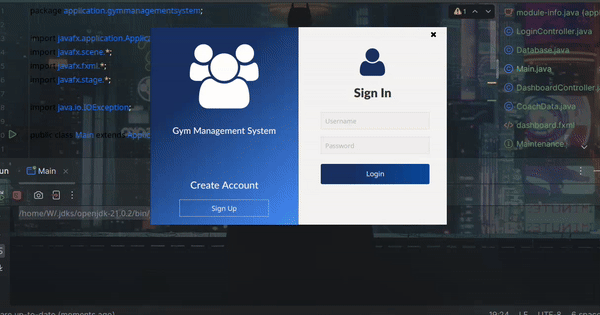 package application.gymmanagementsystem;
import javafx.application.Applic
import javafx.scene.*;
import javafx.fxml.*;
import javafx.stage.*;
import java.io.IOException;
public class Main extends Applic
1
module-info.java (appl
LoginController.java
Database.java
Main.java
DashboardController.j
CoachData.java
dashboard.fxml
Maintenance
Gym Management System
Create Account
Sign Up
Sign In
Username
Password
Login
un
Main
/home/W/.jdks/openjdk-21.0.2/bin/
are up-to-date (moments ago)
19:24
LF
UTF-8
6 space